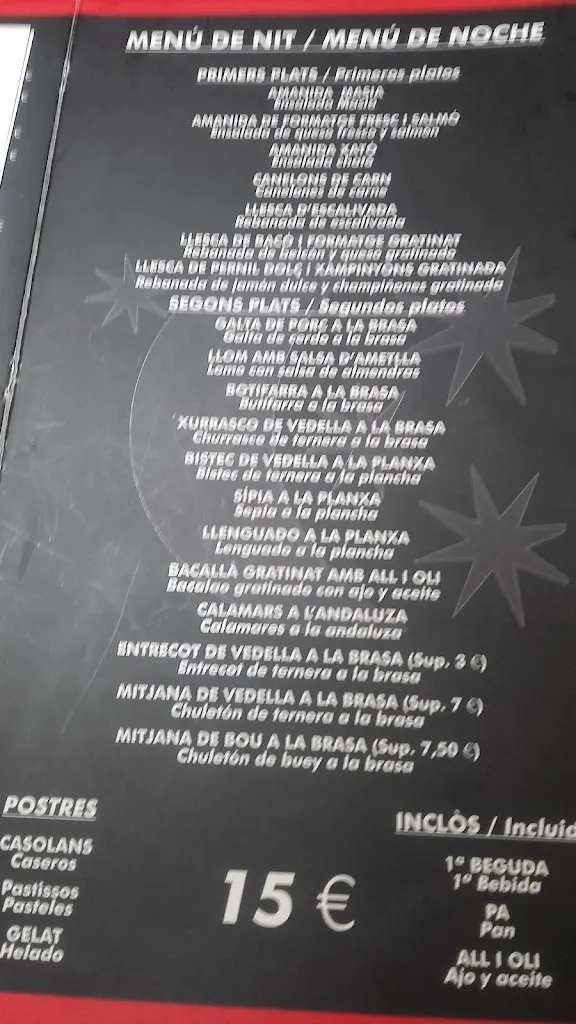 MENÚ DE NIT / MENÚ DE NOCHE
PRIMERS PLATS / Primeros platos
AMANIDA MASIA
Ensalada Masia
AMANIDA DE FORMATGE FRESC I SALMÓ
Ensalada de queso fresco y salmón
AMANIDA XATÓ
Ensalada cható
CANELONS DE CARN
Canelones de carne
LLESCA D'ESCALIVADA
Rebanada de escalivada
LLESCA DE BACÓ I FORMATGE GRATINAT
Rebanada de beicon y queso gratinada
LLESCA DE PERNIL DOLÇ I XAMPINYONS GRATINADA
Rebanada de jamón dulce y champiñones gratinada
SEGONS PLATS / Segundos platos
GALTA DE PORC A LA BRASA
Galta de cerdo a la brasa
LLOM AMB SALSA D'AMETLLA
Lomo con salsa de almendras
BOTIFARRA A LA BRASA
Butifarra a la brasa
XURRASCO DE VEDELLA A LA BRASA
Churrasco de ternera a la brasa
BISTEC DE VEDELLA A LA PLANXA
Bistec de ternera a la plancha
SÍPIA A LA PLANXA
Sepia a la plancha
LLENGUADO A LA PLANXA
Lenguado a la plancha
BACALLÀ GRATINAT AMB ALL I OLI
Bacalao gratinado con ajo y aceite
CALAMARS A L'ANDALUZA
Calamares a la andaluza
ENTRECOT DE VEDELLA A LA BRASA (Sup. 3 €)
Entrecot de ternera a la brasa
MITJANA DE VEDELLA A LA BRASA (Sup. 7 €)
Chuletón de ternera a la brasa
MITJANA DE BOU A LA BRASA (Sup. 7,50 €)
Chuletón de buey a la brasa
POSTRES
CASOLANS
Caseros
Pastissos
Pasteles
GELAT
Helado
15 €
INCLÒS / Incluid
1ª BEGUDA
1ª Bebida
PA
Pan
ALL I OLI
Ajo y aceite